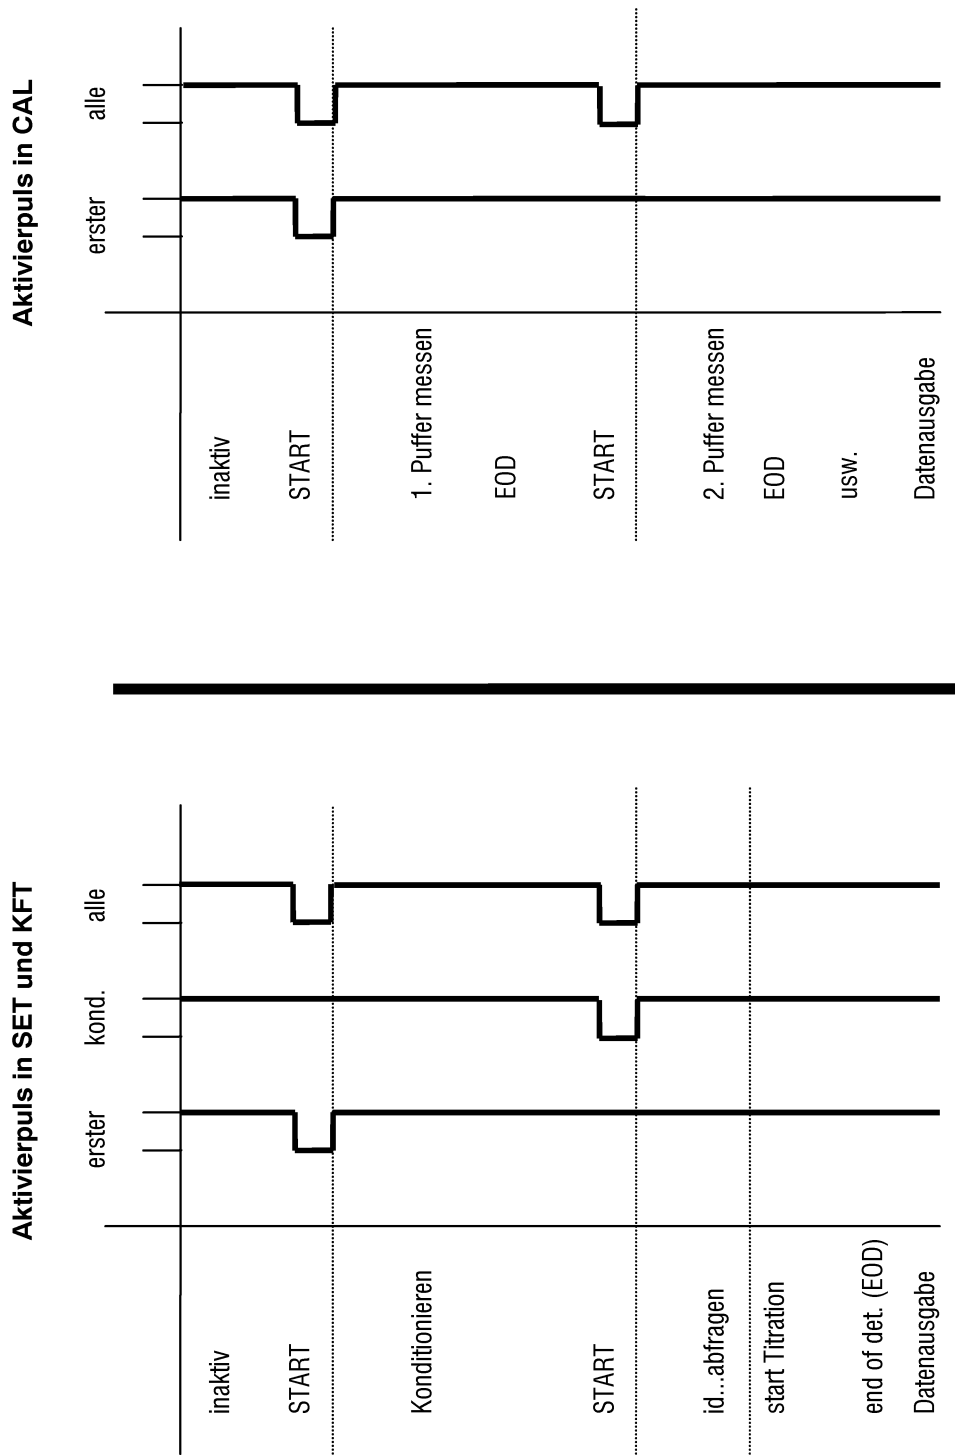 Aktivierpuls in SET und KFT
erster
kond.
alle
inaktiv
START
Konditionieren
START
id...abfragen
start Titration
end of det. (EOD)
Datenausgabe
Aktivierpuls in CAL
erster
alle
inaktiv
START
1. Puffer messen
EOD
START
2. Puffer messen
EOD
usw.
Datenausgabe